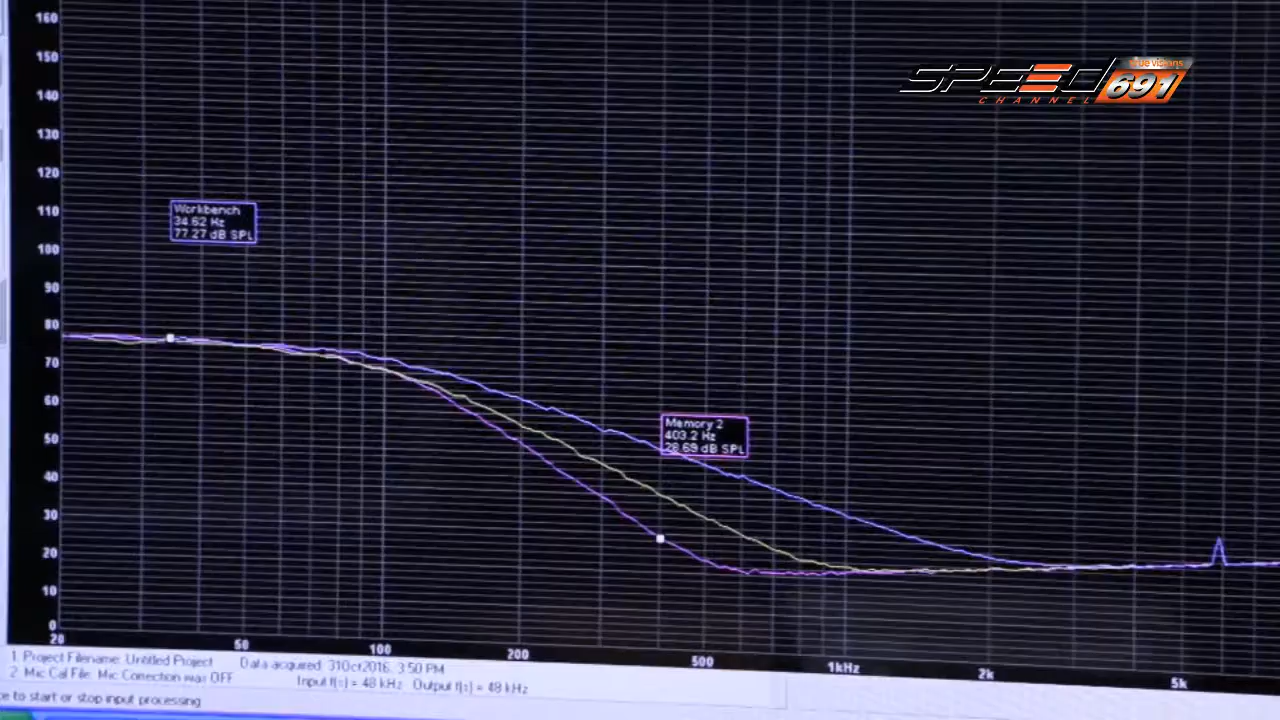 160
150
140
130
120
110
100
90
80
70
60
50
40
30
20
10
0
SPEED
CHANNEL
true visions
691
Workbench
34.62 Hz
77.27 dB SPL
Memory 2
403.2 Hz
28.69 dB SPL
20 50 100 200 500 1kHz 2k 5k
1. Project Filename: Untitled Project Data acquired: 31Oct2016, 3:50 PM
2. Mic Cal File: Mic Correction was OFF Input f(s) = 48 kHz Output f(s) = 48 kHz
to start or stop input processing